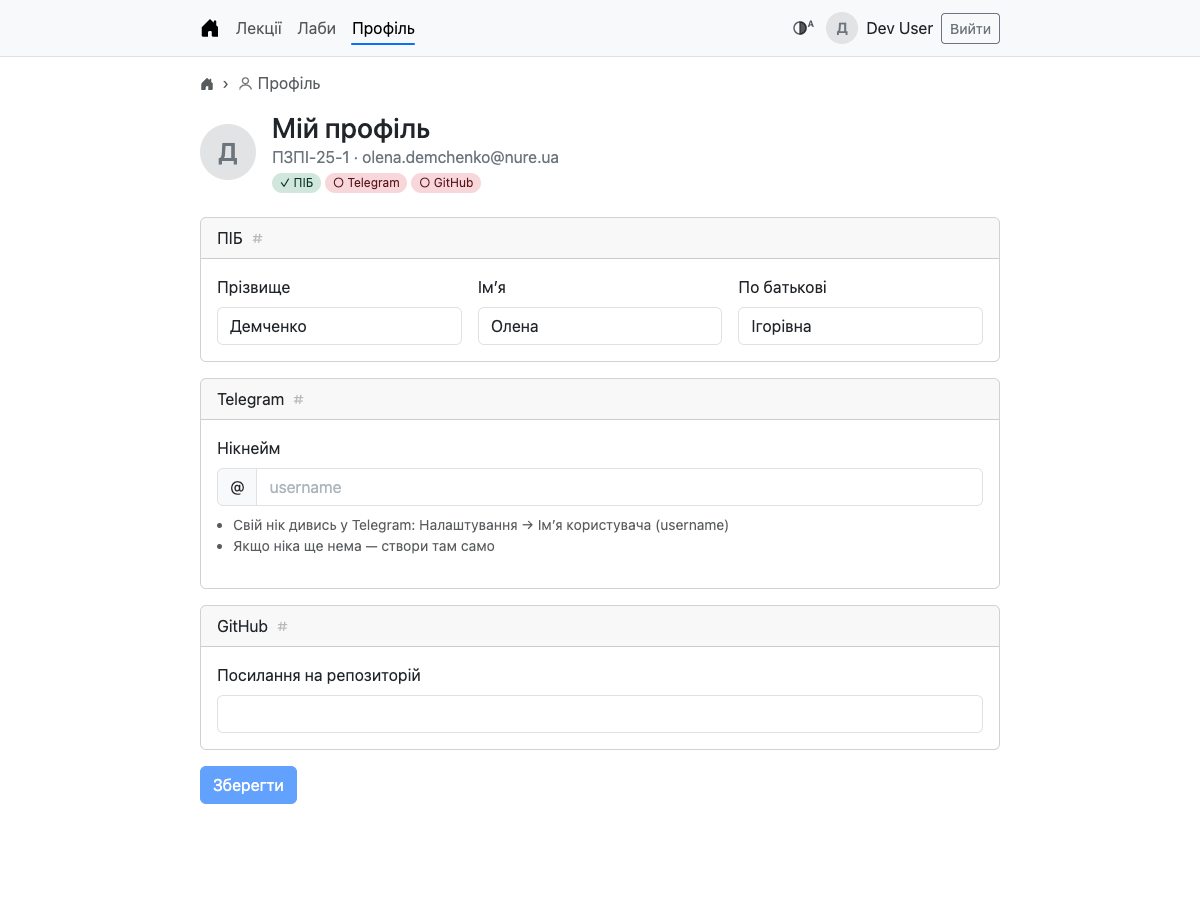 Лекції Лаби Профіль A Д Dev User Вийти
› Профіль
Д
Мій профіль
ПЗПІ-25-1 · olena.demchenko@nure.ua
✓ ПІБ Telegram GitHub
ПІБ #
Прізвище Ім’я По батькові
Демченко Олена Ігорівна
Telegram #
Нікнейм
@ username
• Свій нік дивись у Telegram: Налаштування → Ім’я користувача (username)
• Якщо ніка ще нема — створи там само
GitHub #
Посилання на репозиторій
Зберегти